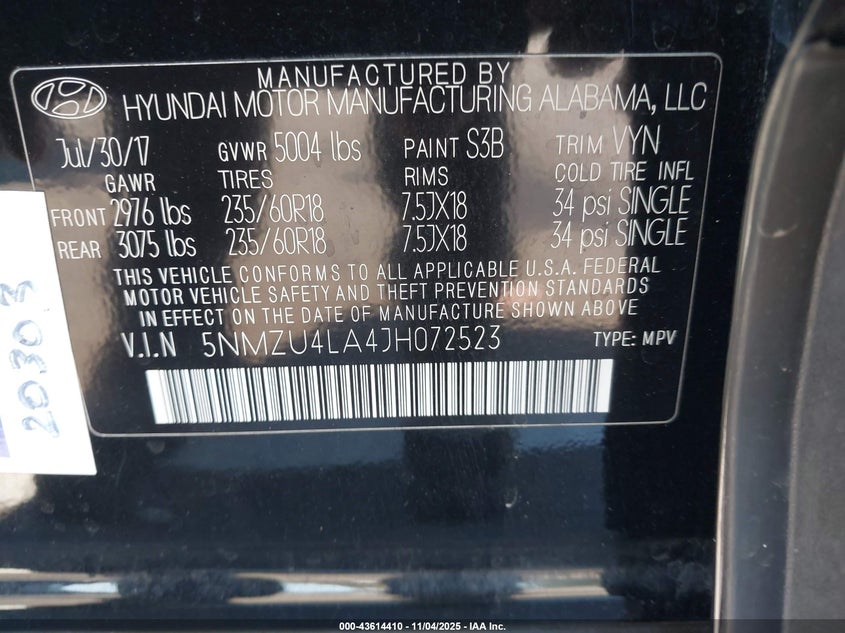 MANUFACTURED BY
HYUNDAI MOTOR MANUFACTURING ALABAMA, LLC
Jul/30/17 GVWR 5004 lbs PAINT S3B TRIM VYN
GAWR TIRES RIMS COLD TIRE INFL
FRONT 2976 lbs 235/60R18 7.5JX18 34 psi SINGLE
REAR 3075 lbs 235/60R18 7.5JX18 34 psi SINGLE
THIS VEHICLE CONFORMS TO ALL APPLICABLE U.S.A. FEDERAL
MOTOR VEHICLE SAFETY AND THEFT PREVENTION STANDARDS
IN EFFECT ON THE DATE OF MANUFACTURE SHOWN ABOVE
V.I.N 5NMZU4LA4JH072523 TYPE: MPV
20303
000-43614410 - 11/04/2025 - IAA Inc.